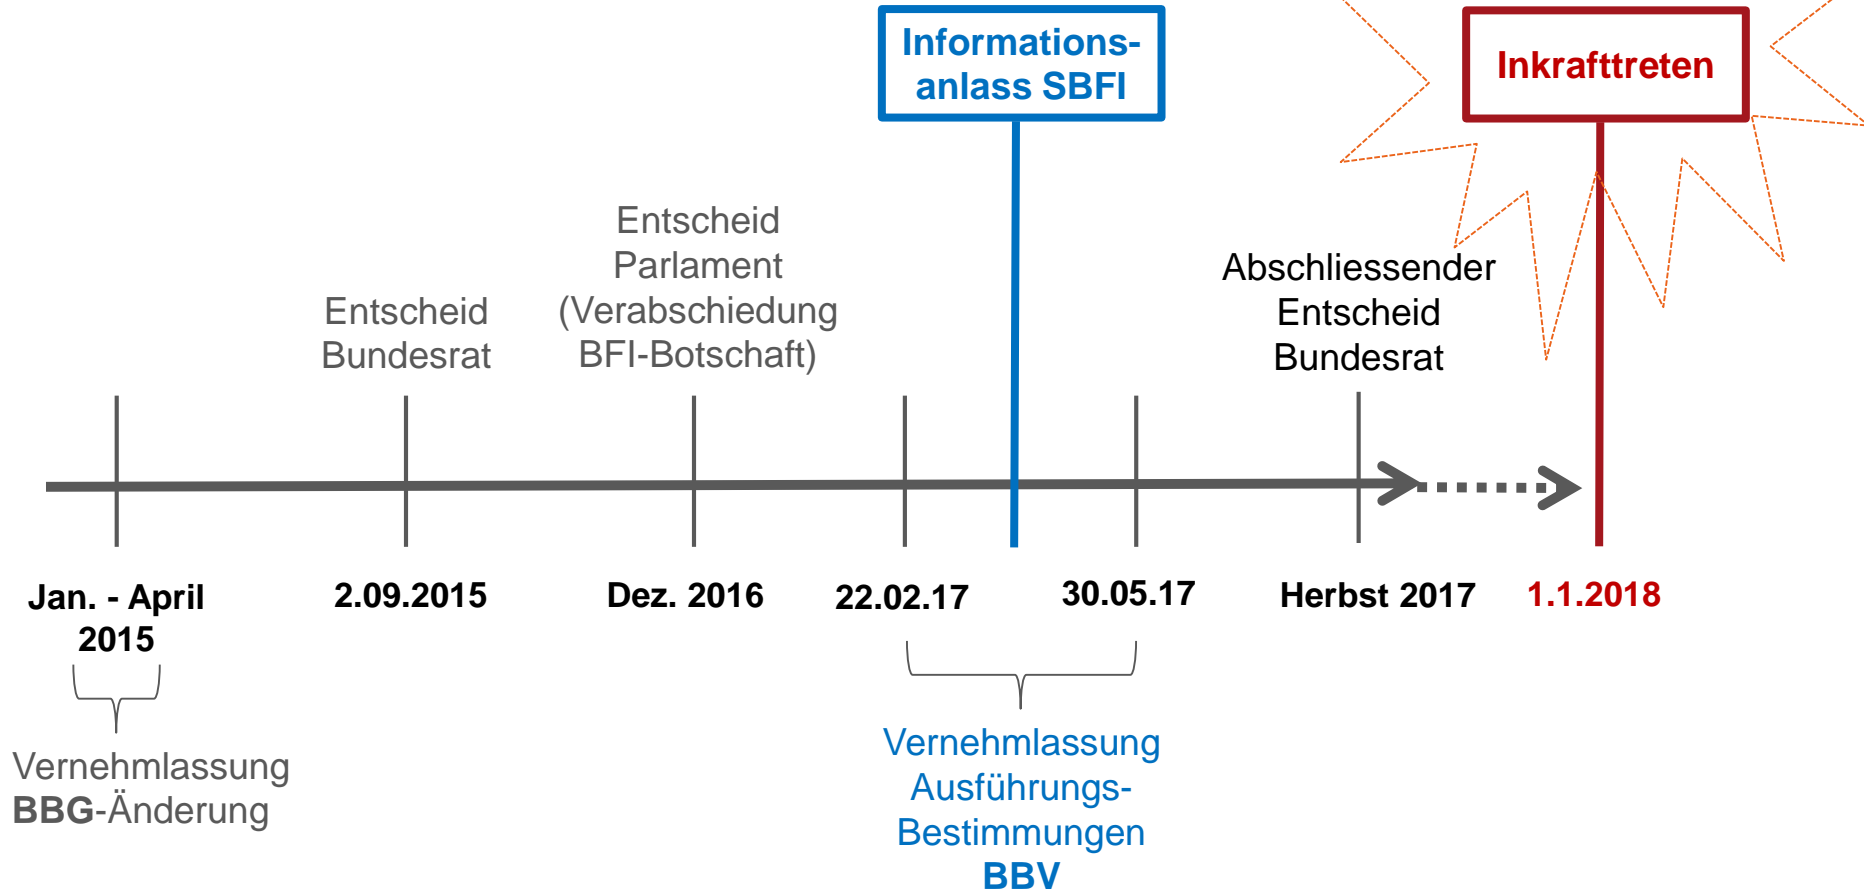 Informations-
anlass SBFI
Inkrafttreten
Entscheid
Bundesrat
Entscheid
Parlament
(Verabschiedung
BFI-Botschaft)
Abschliessender
Entscheid
Bundesrat
Jan. - April
2015
2.09.2015
Dez. 2016
22.02.17
30.05.17
Herbst 2017
1.1.2018
Vernehmlassung
BBG-Änderung
Vernehmlassung
Ausführungs-
Bestimmungen
BBV